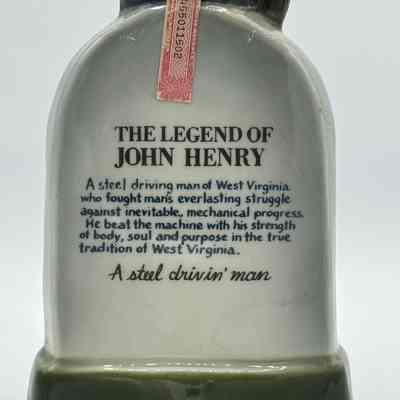 65011502
THE LEGEND OF
JOHN HENRY
A steel driving man of West Virginia
who fought man's everlasting struggle
against inevitable, mechanical progress.
He beat the machine with his strength
of body, soul and purpose in the true
tradition of West Virginia.
A steel drivin' man